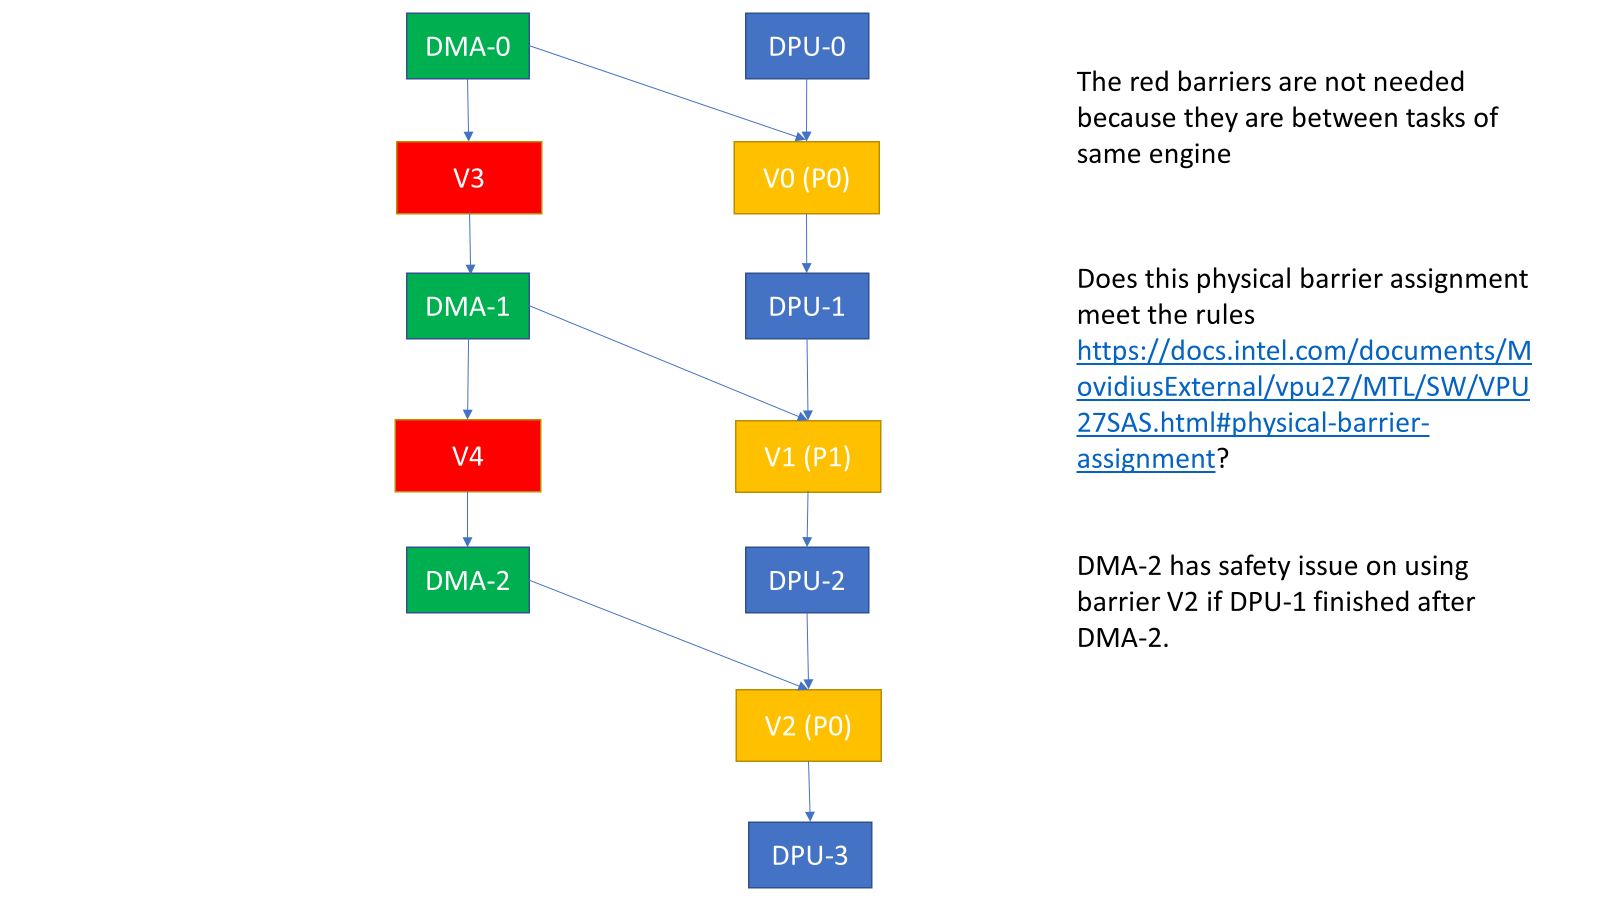 DMA-0
DPU-0
V3
V0 (P0)
DMA-1
DPU-1
V4
V1 (P1)
DMA-2
DPU-2
V2 (P0)
DPU-3
The red barriers are not needed
because they are between tasks of
same engine
Does this physical barrier assignment
meet the rules
https://docs.intel.com/documents/M
ovidiusExternal/vpu27/MTL/SW/VPU
27SAS.html#physical-barrier-
assignment?
DMA-2 has safety issue on using
barrier V2 if DPU-1 finished after
DMA-2.